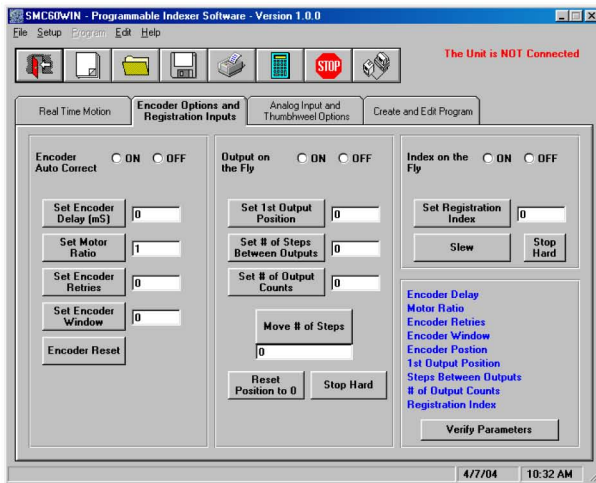 SMC60WIN - Programmable Indexer Software - Version 1.0.0
File Setup Program Edit Help
STOP
The Unit is NOT Connected
Real Time Motion
Encoder Options and
Registration Inputs
Analog Input and
Thumbhweel Options
Create and Edit Program
Encoder
Auto Correct
ON OFF
Set Encoder
Delay (mS)
0
Set Motor
Ratio
1
Set Encoder
Retries
0
Set Encoder
Window
0
Encoder Reset
Output on
the Fly
ON OFF
Set 1st Output
Position
0
Set # of Steps
Between Outputs
0
Set # of Output
Counts
0
Move # of Steps
0
Reset
Position to 0
Stop Hard
Index on the
Fly
ON OFF
Set Registration
Index
0
Slew
Stop
Hard
Encoder Delay
Motor Ratio
Encoder Retries
Encoder Window
Encoder Postion
1st Output Position
Steps Between Outputs
# of Output Counts
Registration Index
Verify Parameters
4/7/04
10:32 AM